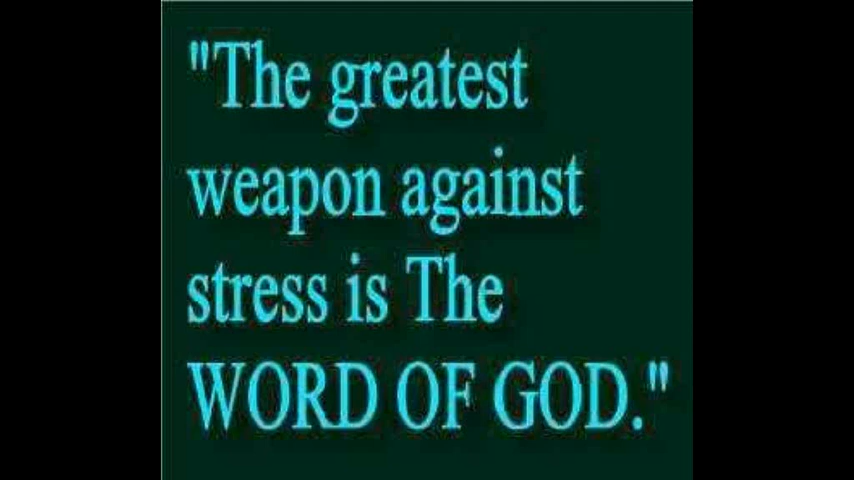 "The greatest
weapon against
stress is The
WORD OF GOD."